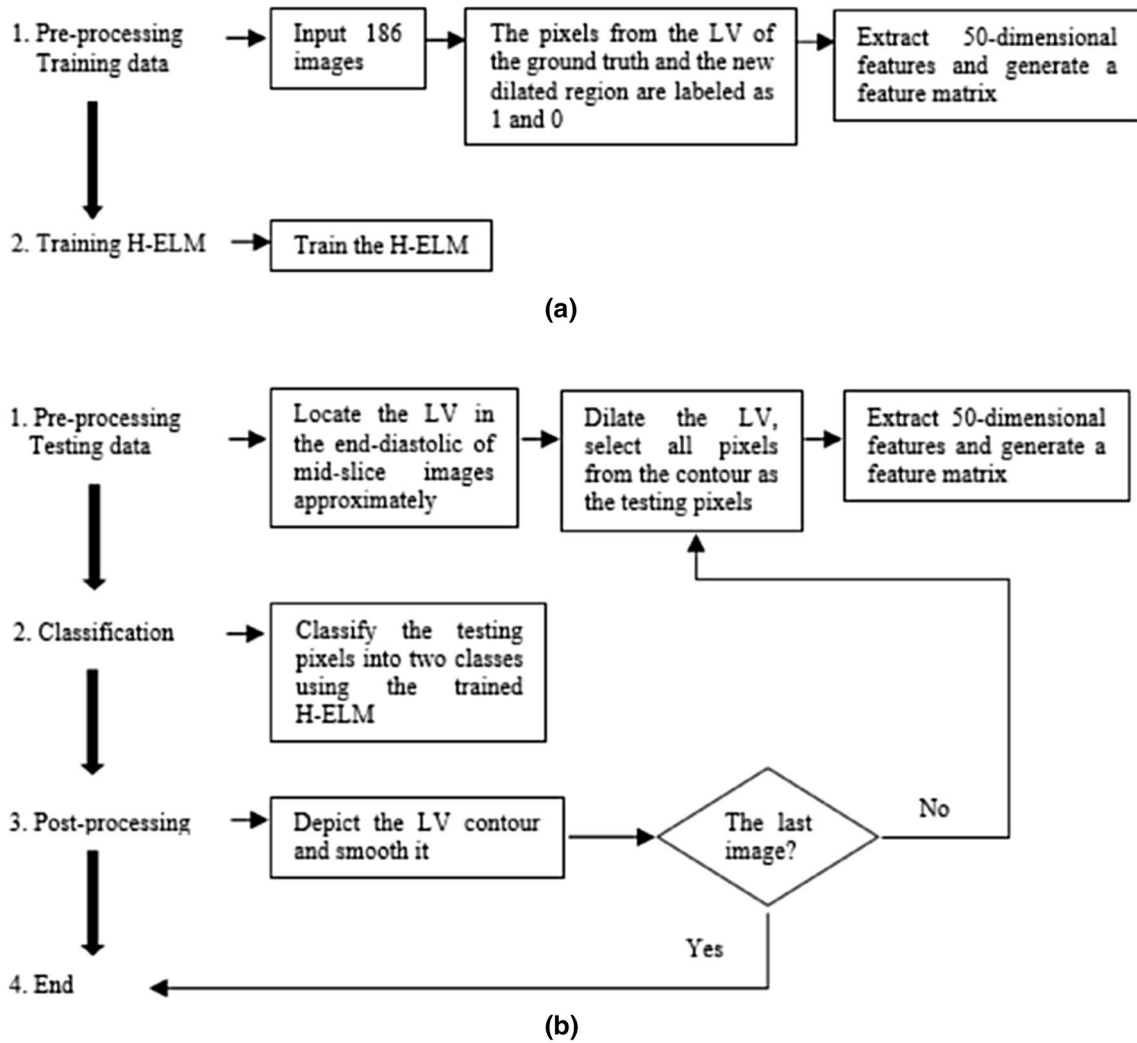 1. Pre-processing
Training data
Input 186
images
The pixels from the LV of
the ground truth and the new
dilated region are labeled as
1 and 0
Extract 50-dimensional
features and generate a
feature matrix
2. Training H-ELM
Train the H-ELM
(a)
1. Pre-processing
Testing data
Locate the LV in
the end-diastolic of
mid-slice images
approximately
Dilate the LV,
select all pixels
from the contour as
the testing pixels
Extract 50-dimensional
features and generate a
feature matrix
2. Classification
Classify the testing
pixels into two classes
using the trained
H-ELM
3. Post-processing
Depict the LV contour
and smooth it
The last
image?
No
Yes
4. End
(b)